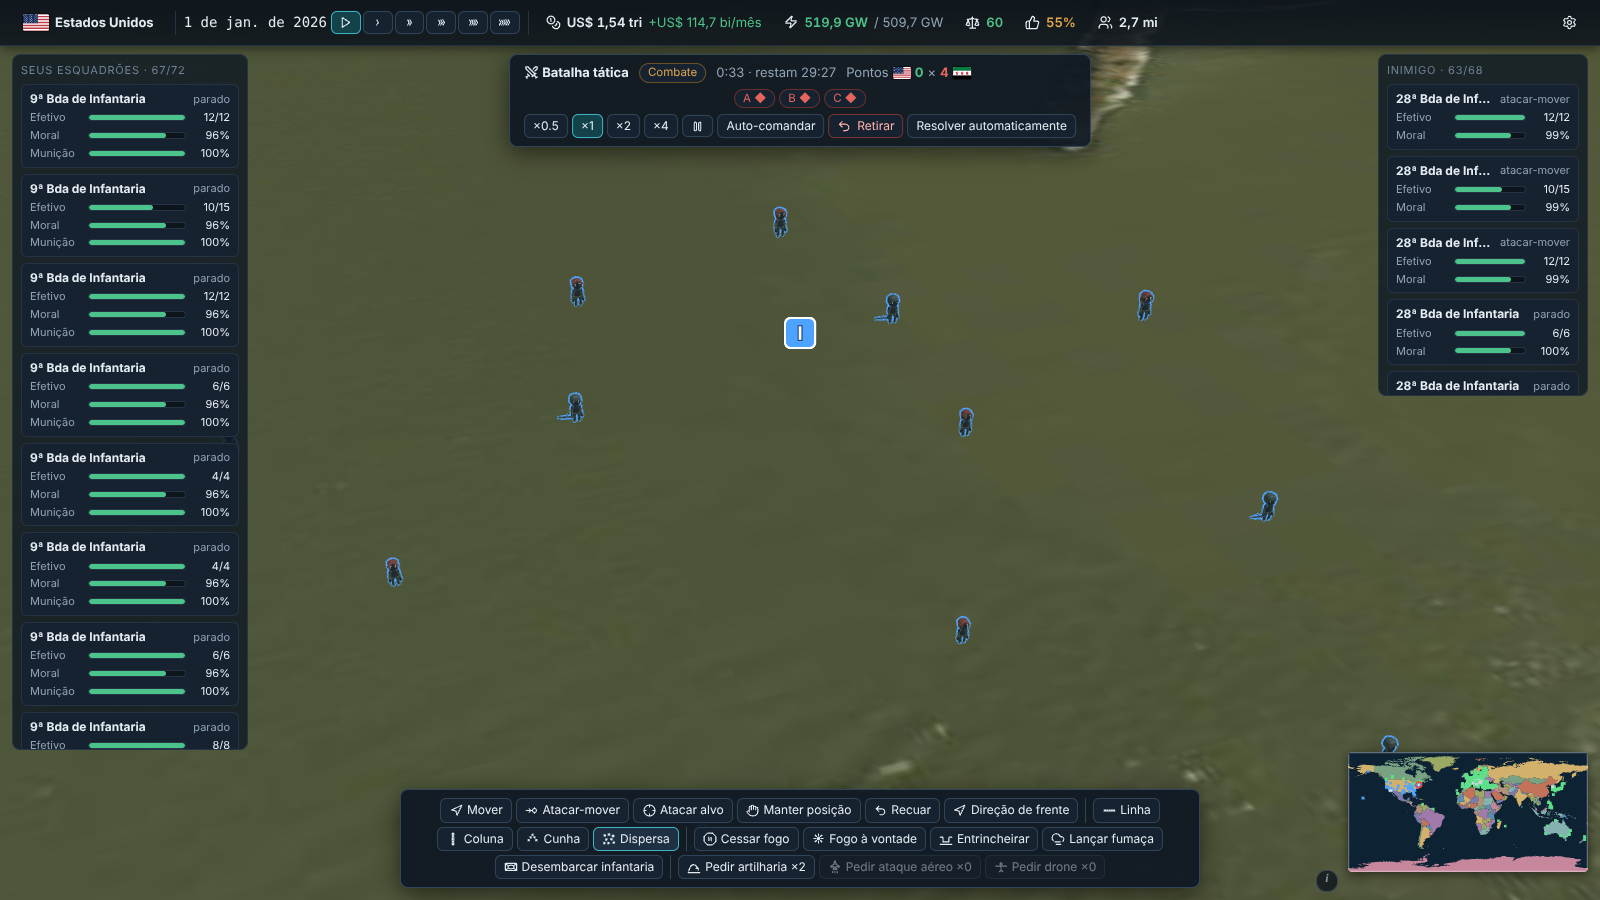 Estados Unidos
1 de jan. de 2026
US$ 1,54 tri +US$ 114,7 bi/mês
519,9 GW / 509,7 GW
60
55%
2,7 mi
SEUS ESQUADRÕES · 67/72
9ª Bda de Infantaria parado
Efetivo 12/12
Moral 96%
Munição 100%
9ª Bda de Infantaria parado
Efetivo 10/15
Moral 96%
Munição 100%
9ª Bda de Infantaria parado
Efetivo 12/12
Moral 96%
Munição 100%
9ª Bda de Infantaria parado
Efetivo 6/6
Moral 96%
Munição 100%
9ª Bda de Infantaria parado
Efetivo 4/4
Moral 96%
Munição 100%
9ª Bda de Infantaria parado
Efetivo 4/4
Moral 96%
Munição 100%
9ª Bda de Infantaria parado
Efetivo 6/6
Moral 96%
Munição 100%
9ª Bda de Infantaria parado
Efetivo 8/8
Batalha tática Combate 0:33 · restam 29:27 Pontos 0 × 4
A B C
×0.5 ×1 ×2 ×4 Auto-comandar Retirar Resolver automaticamente
INIMIGO · 63/68
28ª Bda de Inf... atacar-mover
Efetivo 12/12
Moral 99%
28ª Bda de Inf... atacar-mover
Efetivo 10/15
Moral 99%
28ª Bda de Inf... atacar-mover
Efetivo 12/12
Moral 99%
28ª Bda de Infantaria parado
Efetivo 6/6
Moral 100%
28ª Bda de Infantaria parado
Mover Atacar-mover Atacar alvo Manter posição Recuar Direção de frente Linha
Coluna Cunha Dispersa Cessar fogo Fogo à vontade Entrincheirar Lançar fumaça
Desembarcar infantaria Pedir artilharia ×2 Pedir ataque aéreo ×0 Pedir drone ×0
i